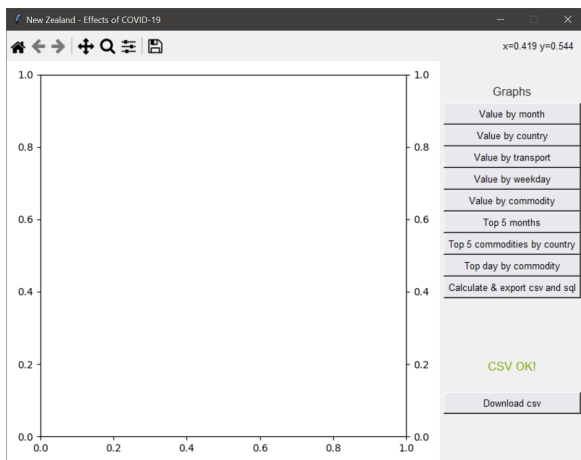 New Zealand - Effects of COVID-19
x=0.419 y=0.544
1.0
0.8
0.6
0.4
0.2
0.0
0.0 0.2 0.4 0.6 0.8 1.0
1.0
0.8
0.6
0.4
0.2
0.0
Graphs
Value by month
Value by country
Value by transport
Value by weekday
Value by commodity
Top 5 months
Top 5 commodities by country
Top day by commodity
Calculate & export csv and sql
CSV OK!
Download csv